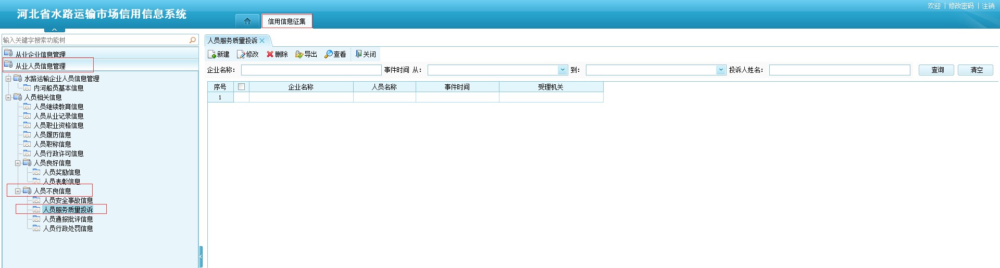 欢迎 | 修改密码 | 注销
河北省水路运输市场信用信息系统
信用信息征集
输入关键字搜索功能树
从业企业信息管理
从业人员信息管理
水路运输企业人员信息管理
内河船员基本信息
人员相关信息
人员继续教育信息
人员从业记录信息
人员职业资格信息
人员履历信息
人员职称信息
人员行政许可信息
人员良好信息
人员奖励信息
人员表彰信息
人员不良信息
人员安全事故信息
人员服务质量投诉
人员通报批评信息
人员行政处罚信息
人员服务质量投诉
新建 修改 删除 导出 查看 关闭
企业名称： 事件时间 从： 到： 投诉人姓名： 查询 清空
序号 企业名称 人员名称 事件时间 受理机关
1